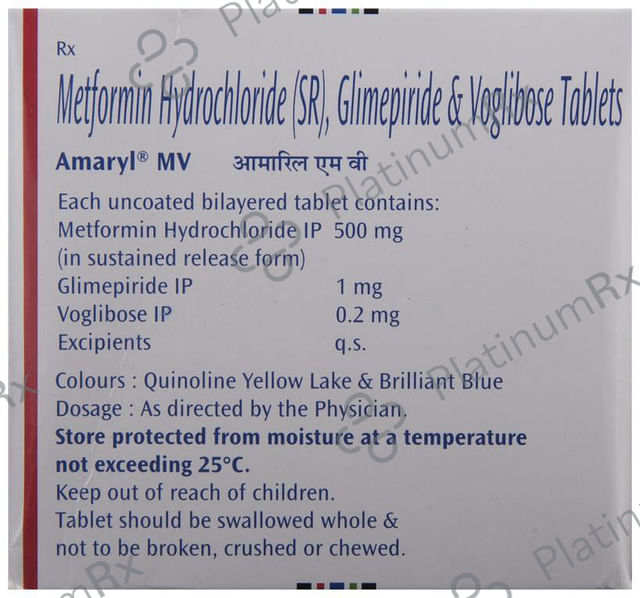 Rx
Metformin Hydrochloride (SR), Glimepiride & Voglibose Tablets
Amaryl® MV आमारिल एम वी
Each uncoated bilayered tablet contains:
Metformin Hydrochloride IP 500 mg
(in sustained release form)
Glimepiride IP 1 mg
Voglibose IP 0.2 mg
Excipients q.s.
Colours : Quinoline Yellow Lake & Brilliant Blue
Dosage : As directed by the Physician.
Store protected from moisture at a temperature
not exceeding 25°C.
Keep out of reach of children.
Tablet should be swallowed whole &
not to be broken, crushed or chewed.
PlatinumRx
PlatinumRx